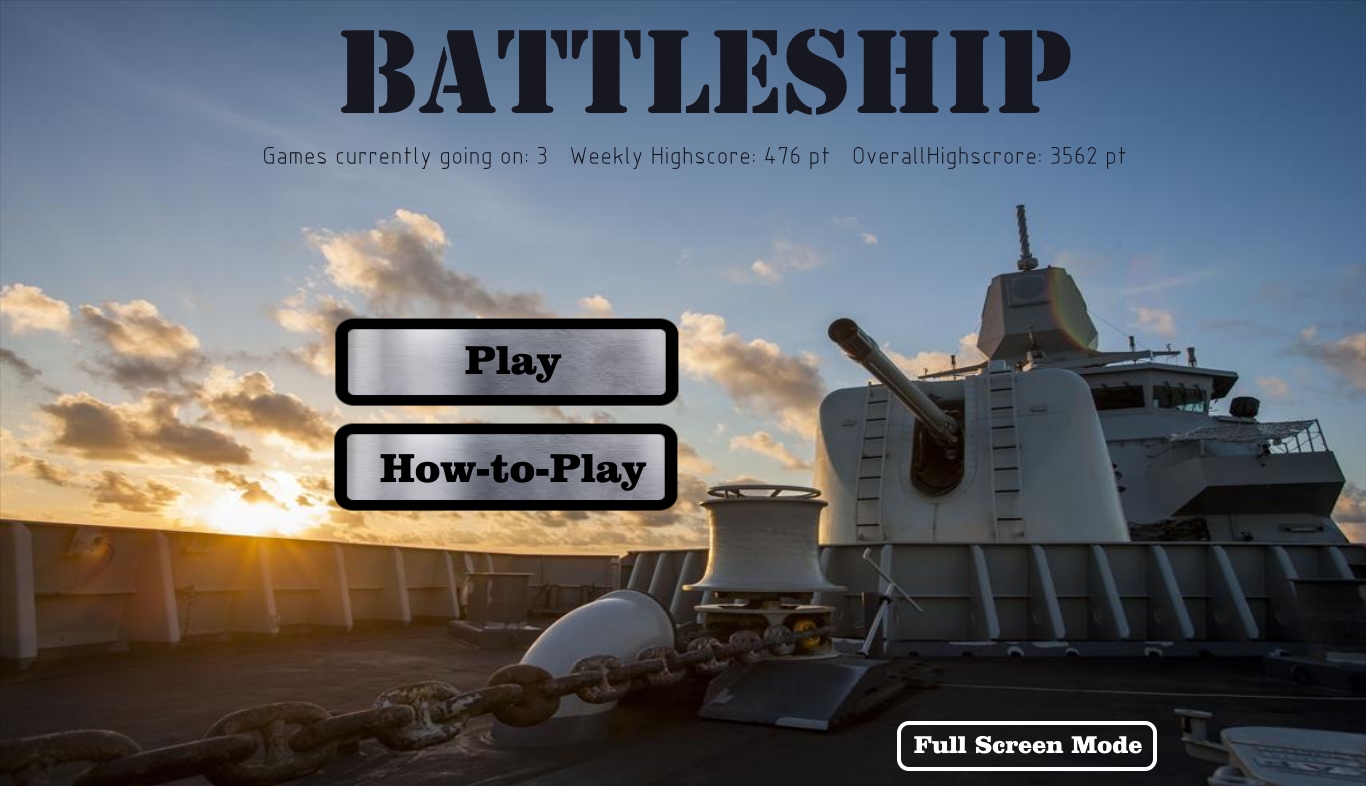 BATTLESHIP
Games currently going on: 3 Weekly Highscore: 476 pt OverallHighscrore: 3562 pt
Play
How-to-Play
Full Screen Mode